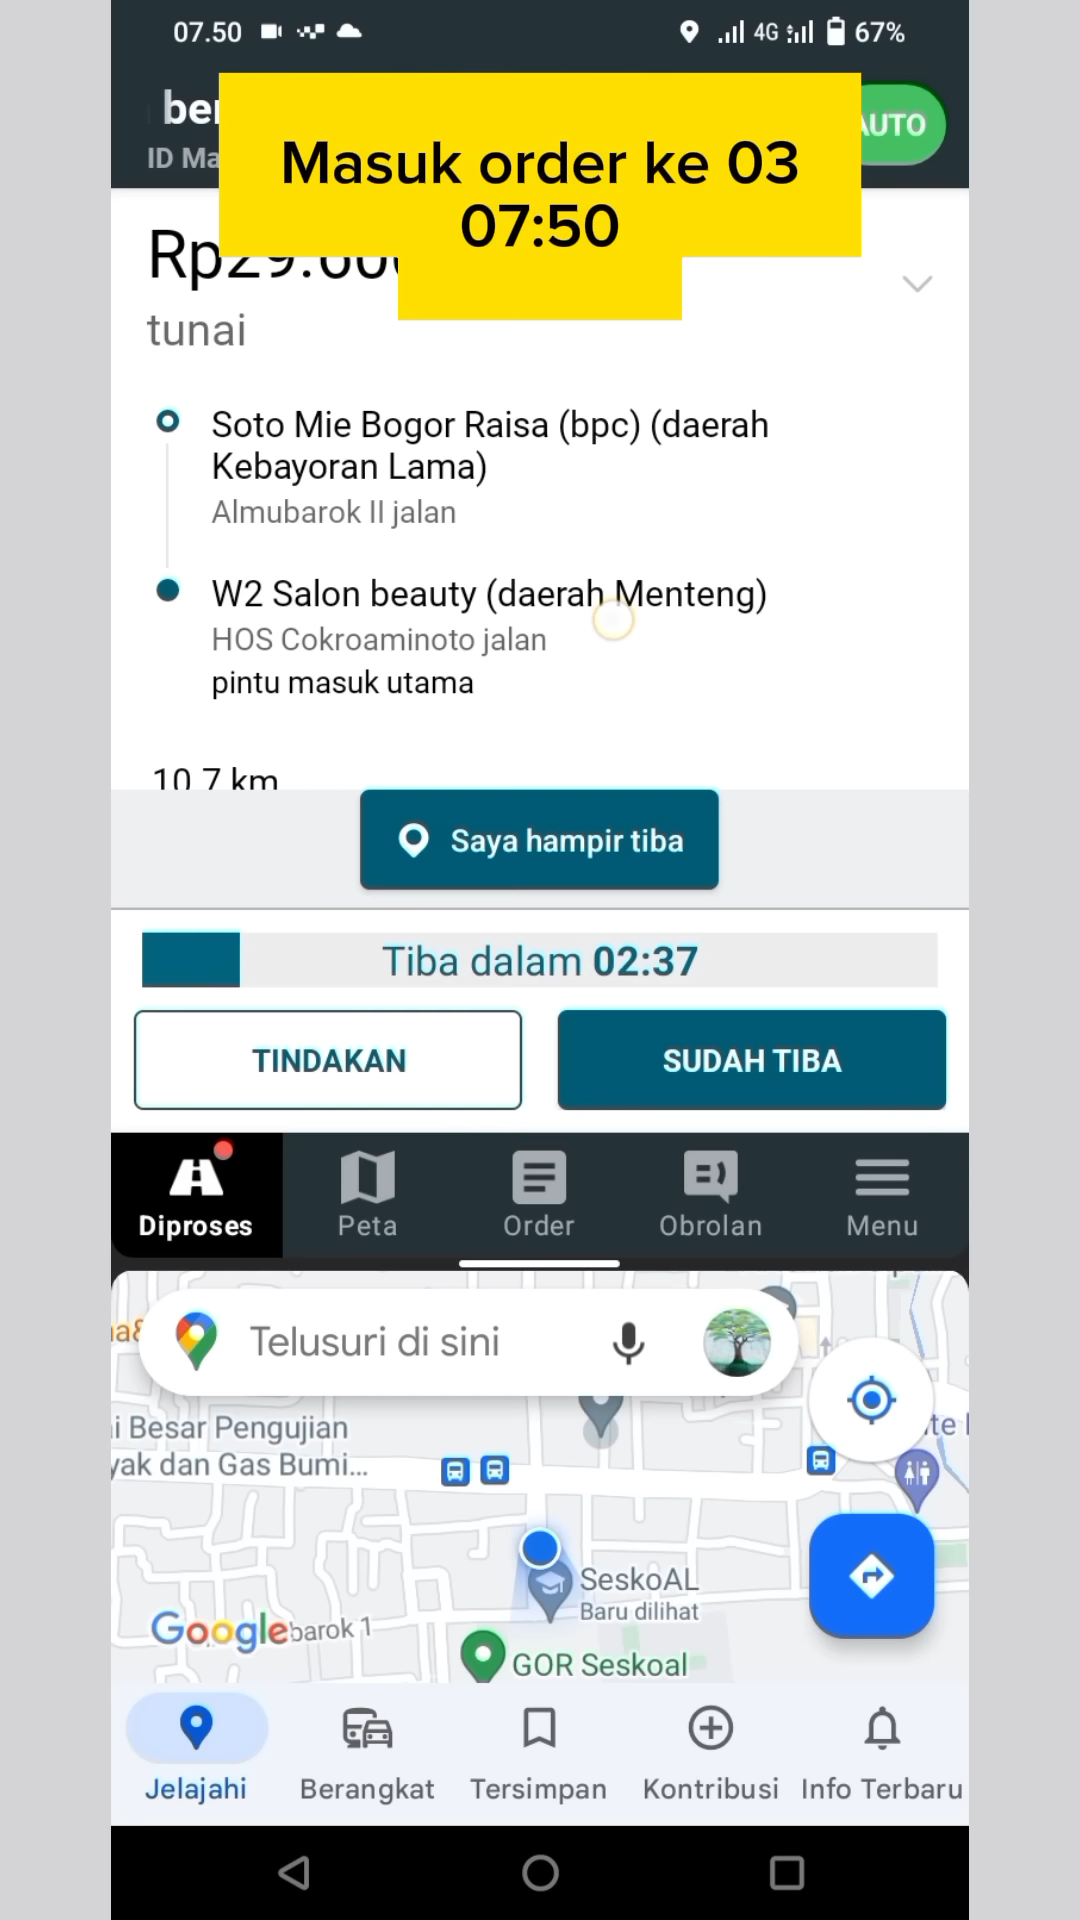 07.50
4G
67%
Masuk order ke 03
07:50
AUTO
ID Ma
tunai
Soto Mie Bogor Raisa (bpc) (daerah
Kebayoran Lama)
Almubarok II jalan
W2 Salon beauty (daerah Menteng)
HOS Cokroaminoto jalan
pintu masuk utama
10,7 km
Saya hampir tiba
Tiba dalam 02:37
TINDAKAN
SUDAH TIBA
Diproses
Peta
Order
Obrolan
Menu
Telusuri di sini
i Besar Pengujian
yak dan Gas Bumi...
SeskoAL
Baru dilihat
Google
barok 1
GOR Seskoal
Jelajahi
Berangkat
Tersimpan
Kontribusi
Info Terbaru